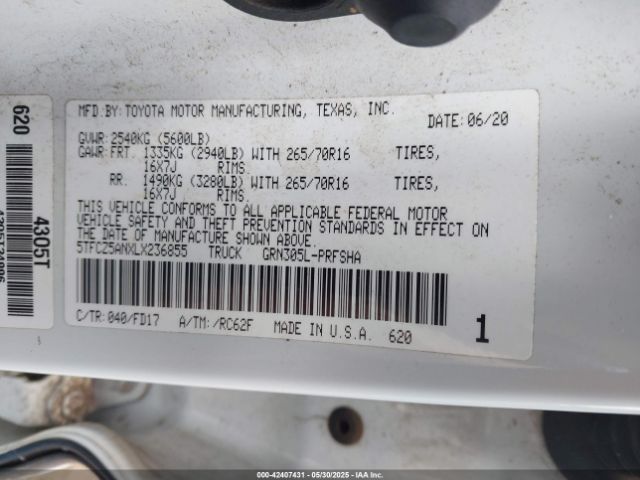 MFD.BY:TOYOTA MOTOR MANUFACTURING, TEXAS, INC.
DATE:06/20
GVWR:2540KG (5600LB)
GAWR:FRT. 1335KG (2940LB) WITH 265/70R16 TIRES,
16X7J RIMS.
RR. 1490KG (3280LB) WITH 265/70R16 TIRES,
16X7J RIMS.
THIS VEHICLE CONFORMS TO ALL APPLICABLE FEDERAL MOTOR
VEHICLE SAFETY AND THEFT PREVENTION STANDARDS IN EFFECT ON
THE DATE OF MANUFACTURE SHOWN ABOVE.
5TFCZ5ANXLX236855 TRUCK GRN305L-PRFSHA
C/TR:040/FD17 A/TM:/RC62F MADE IN U.S.A. 620
1
620
4305T
000-42407431 - 05/30/2025 - IAAHQCA